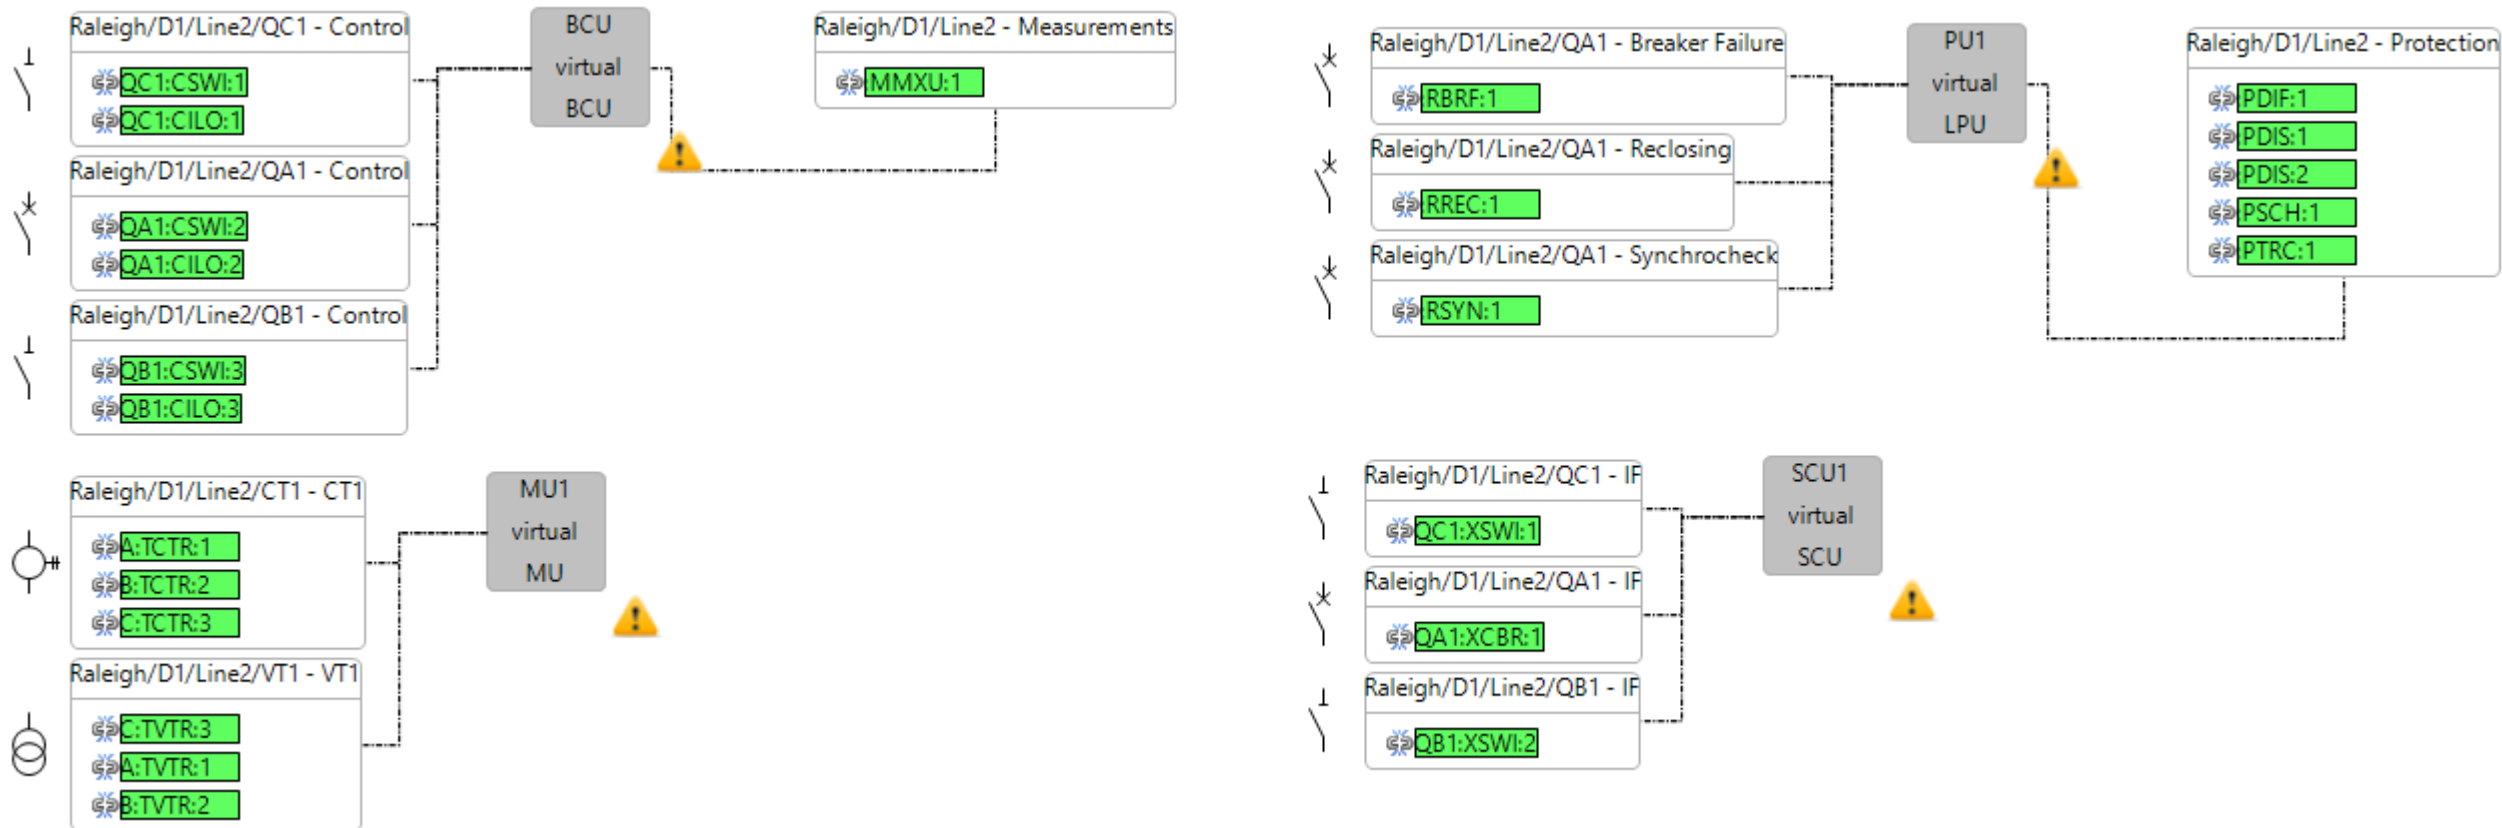 Raleigh/D1/Line2/QC1 - Control
QC1:CSWI:1
QC1:CILO:1
Raleigh/D1/Line2/QA1 - Control
QA1:CSWI:2
QA1:CILO:2
Raleigh/D1/Line2/QB1 - Control
QB1:CSWI:3
QB1:CILO:3
BCU
virtual
BCU
Raleigh/D1/Line2 - Measurements
MMXU:1
Raleigh/D1/Line2/QA1 - Breaker Failure
RBRF:1
Raleigh/D1/Line2/QA1 - Reclosing
RREC:1
Raleigh/D1/Line2/QA1 - Synchrocheck
RSYN:1
PU1
virtual
LPU
Raleigh/D1/Line2 - Protection
PDIF:1
PDIS:1
PDIS:2
PSCH:1
PTRC:1
Raleigh/D1/Line2/CT1 - CT1
A:TCTR:1
B:TCTR:2
C:TCTR:3
Raleigh/D1/Line2/VT1 - VT1
C:TVTR:3
A:TVTR:1
B:TVTR:2
MU1
virtual
MU
Raleigh/D1/Line2/QC1 - IF
QC1:XSWI:1
Raleigh/D1/Line2/QA1 - IF
QA1:XCBR:1
Raleigh/D1/Line2/QB1 - IF
QB1:XSWI:2
SCU1
virtual
SCU